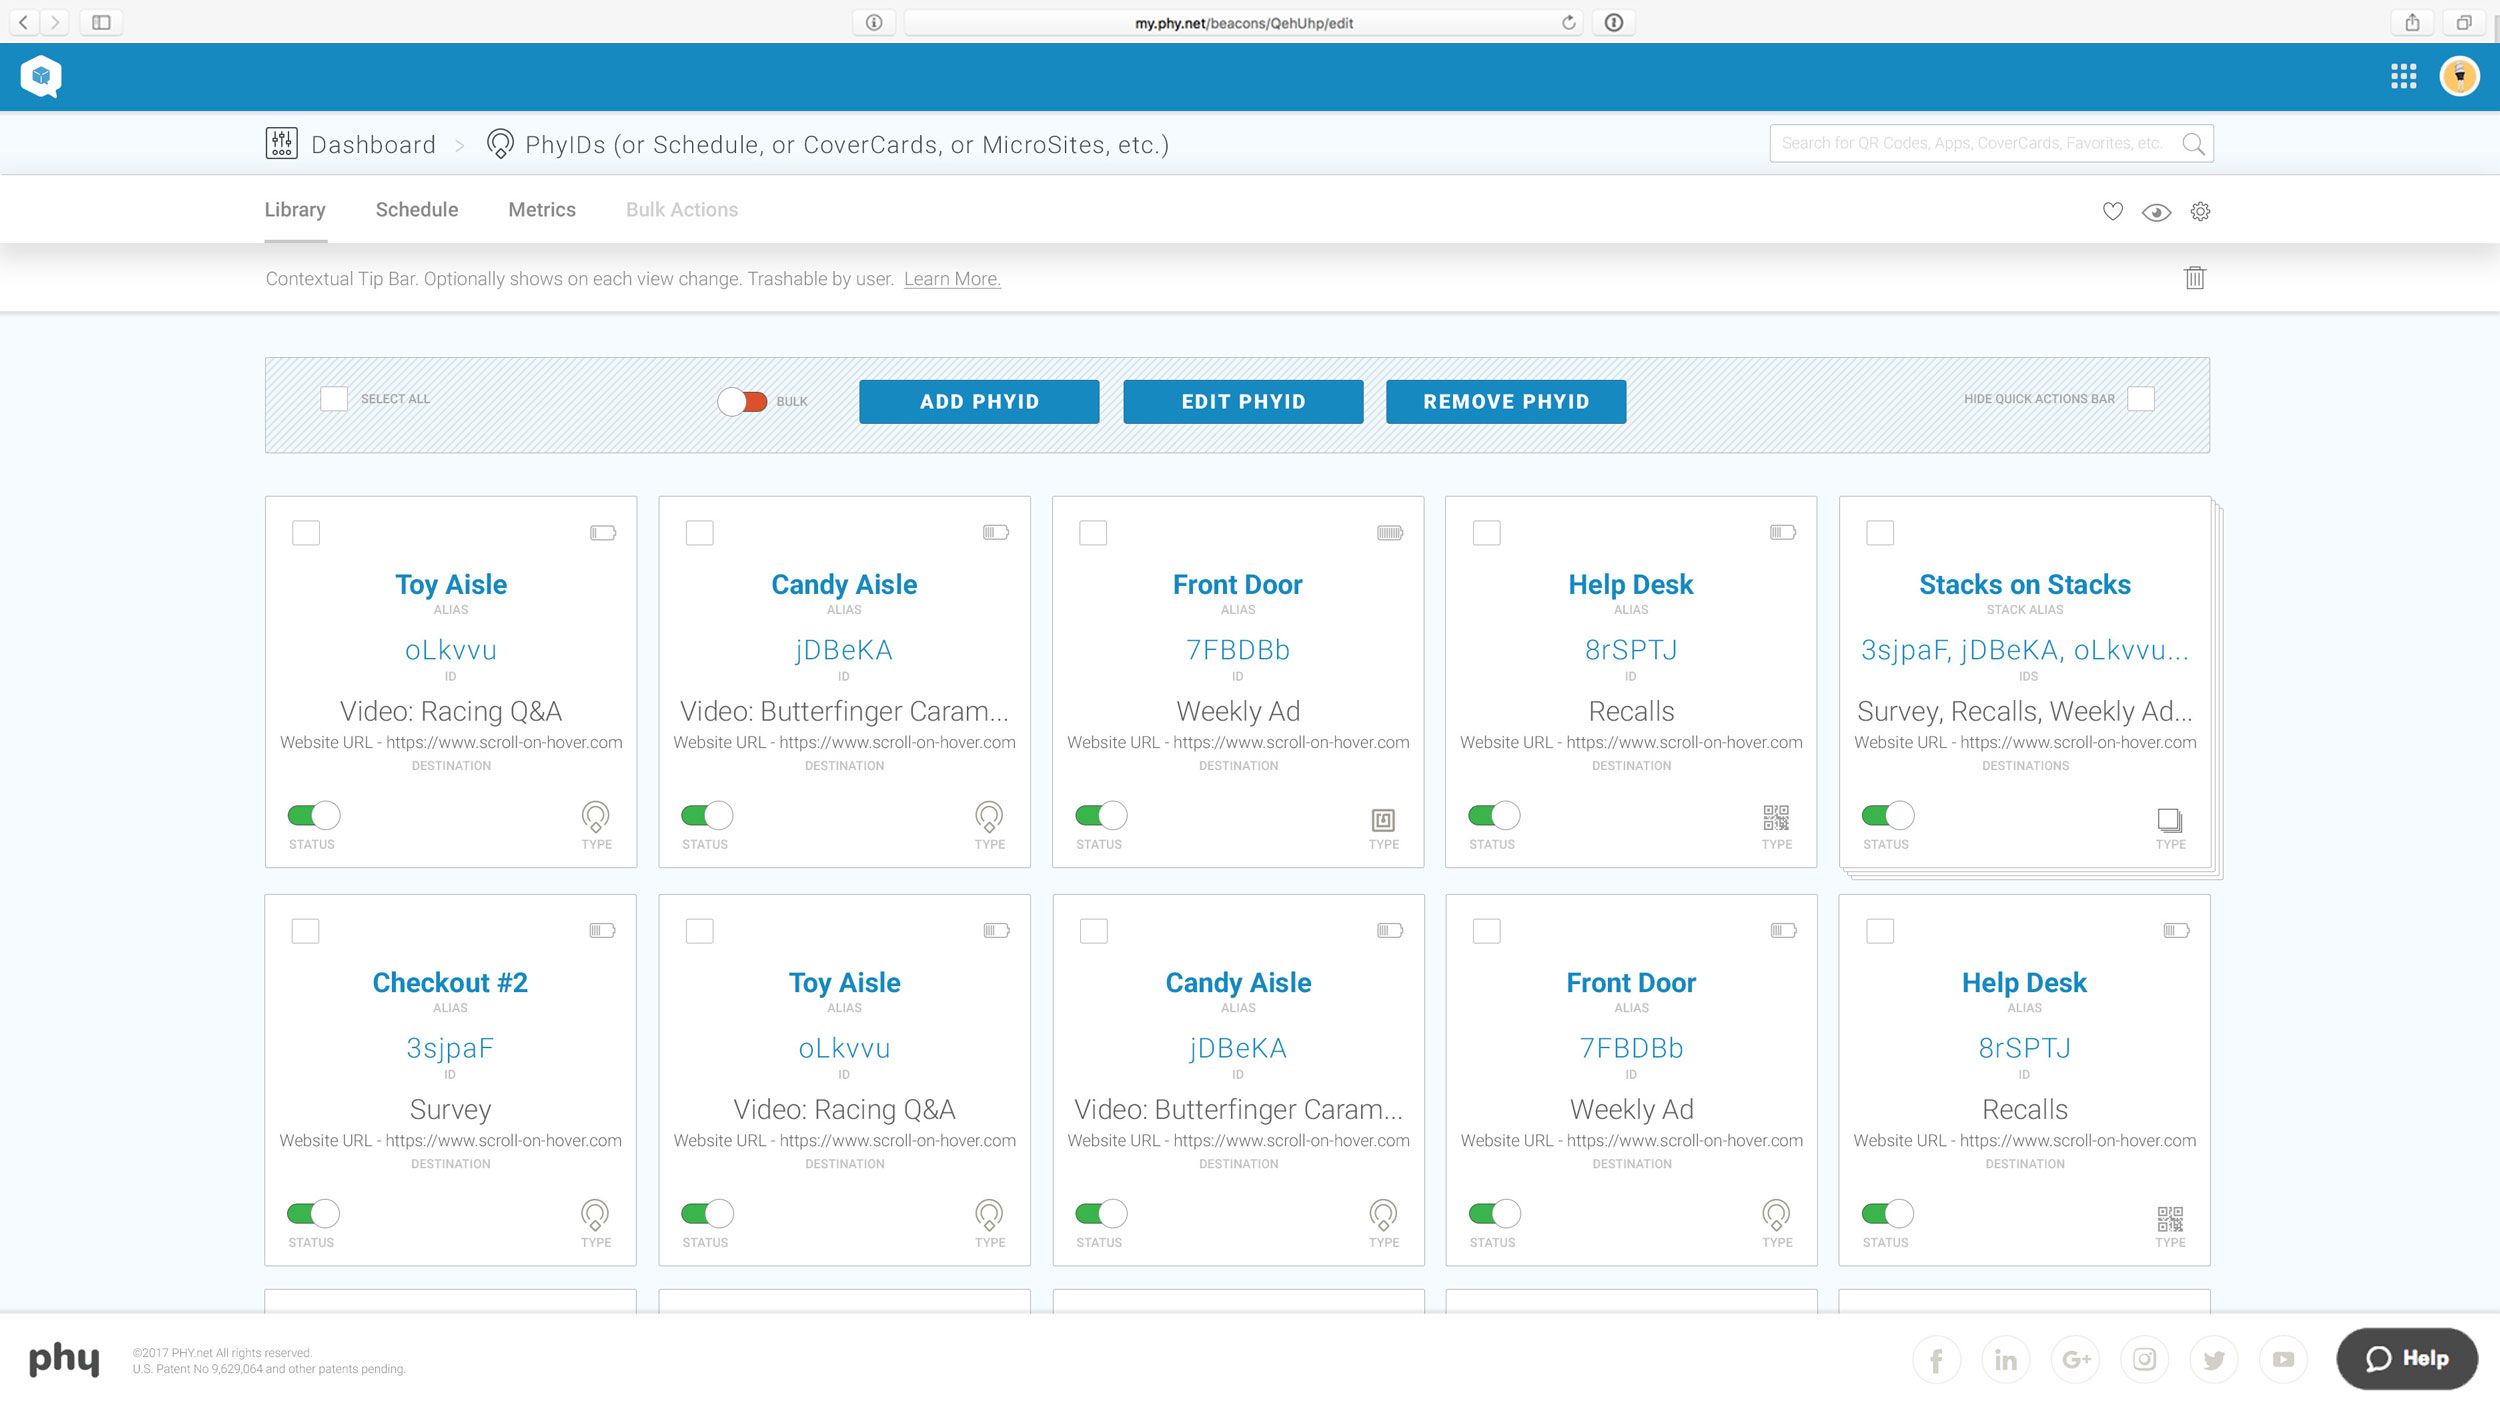 my.phy.net/beacons/QehUhp/edit
Dashboard > PhyIDs (or Schedule, or CoverCards, or MicroSites, etc.)
Search for QR Codes, Apps, CoverCards, Favorites, etc.
Library Schedule Metrics Bulk Actions
Contextual Tip Bar. Optionally shows on each view change. Trashable by user. Learn More.
SELECT ALL
BULK
ADD PHYID
EDIT PHYID
REMOVE PHYID
HIDE QUICK ACTIONS BAR
Toy Aisle
ALIAS
oLkvvu
ID
Video: Racing Q&A
Website URL - https://www.scroll-on-hover.com
DESTINATION
STATUS TYPE
Candy Aisle
ALIAS
jDBeKA
ID
Video: Butterfinger Caram...
Website URL - https://www.scroll-on-hover.com
DESTINATION
STATUS TYPE
Front Door
ALIAS
7FBDBb
ID
Weekly Ad
Website URL - https://www.scroll-on-hover.com
DESTINATION
STATUS TYPE
Help Desk
ALIAS
8rSPTJ
ID
Recalls
Website URL - https://www.scroll-on-hover.com
DESTINATION
STATUS TYPE
Stacks on Stacks
STACK ALIAS
3sjpaF, jDBeKA, oLkvvu...
IDS
Survey, Recalls, Weekly Ad...
Website URL - https://www.scroll-on-hover.com
DESTINATIONS
STATUS TYPE
Checkout #2
ALIAS
3sjpaF
ID
Survey
Website URL - https://www.scroll-on-hover.com
DESTINATION
STATUS TYPE
Toy Aisle
ALIAS
oLkvvu
ID
Video: Racing Q&A
Website URL - https://www.scroll-on-hover.com
DESTINATION
STATUS TYPE
Candy Aisle
ALIAS
jDBeKA
ID
Video: Butterfinger Caram...
Website URL - https://www.scroll-on-hover.com
DESTINATION
STATUS TYPE
Front Door
ALIAS
7FBDBb
ID
Weekly Ad
Website URL - https://www.scroll-on-hover.com
DESTINATION
STATUS TYPE
Help Desk
ALIAS
8rSPTJ
ID
Recalls
Website URL - https://www.scroll-on-hover.com
DESTINATION
STATUS TYPE
phy
©2017 PHY.net All rights reserved.
U.S. Patent No 9,629,064 and other patents pending.
f in G+
Help